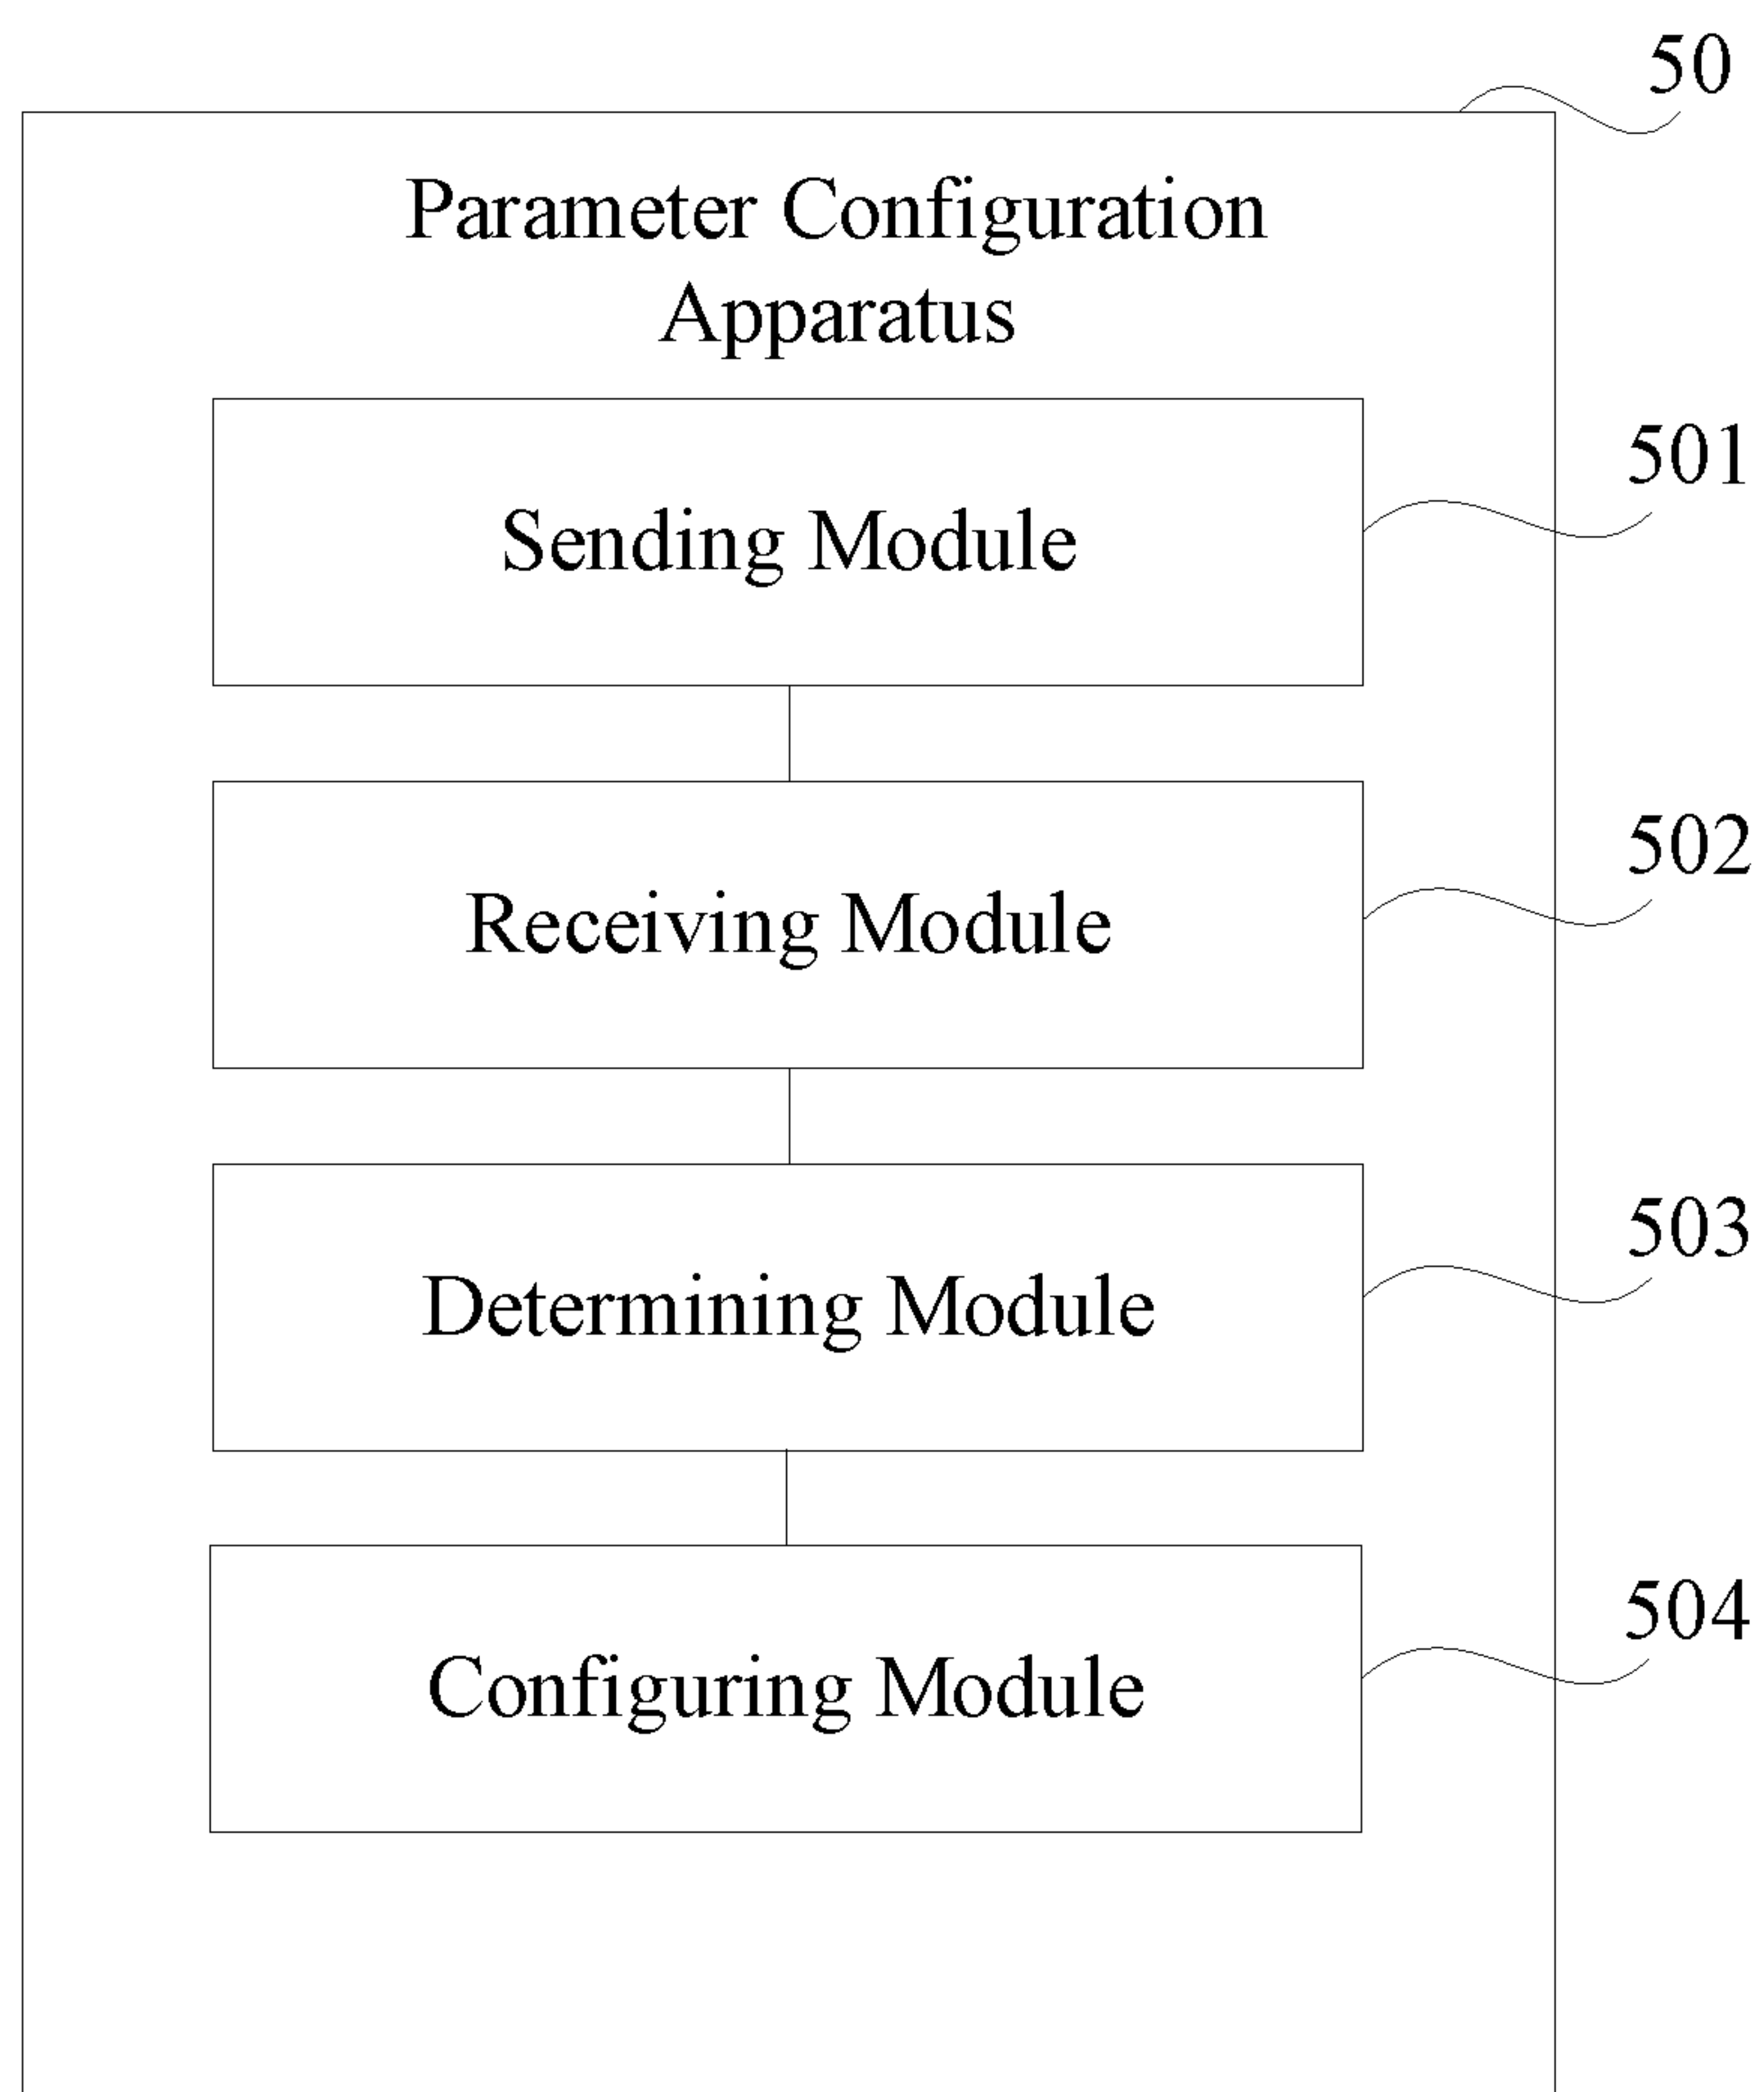 50
Parameter Configuration
Apparatus
501
Sending Module
502
Receiving Module
503
Determining Module
504
Configuring Module